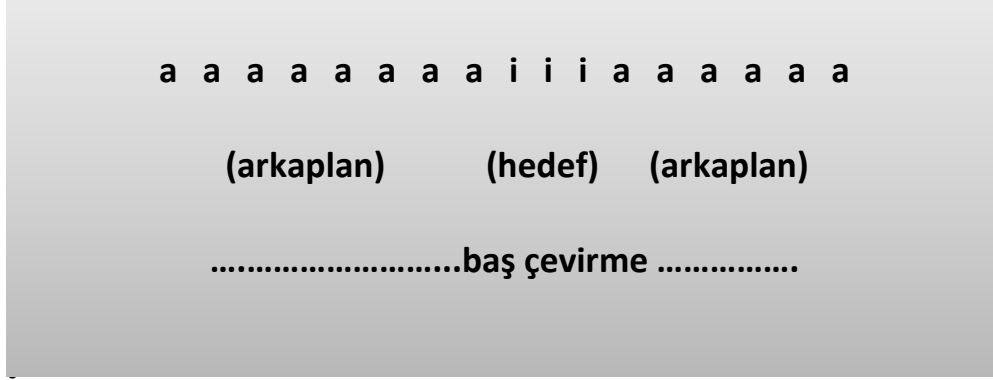 a a a a a a a a i i i a a a a a a
(arkaplan) (hedef) (arkaplan)
….……………………...baş çevirme …………….